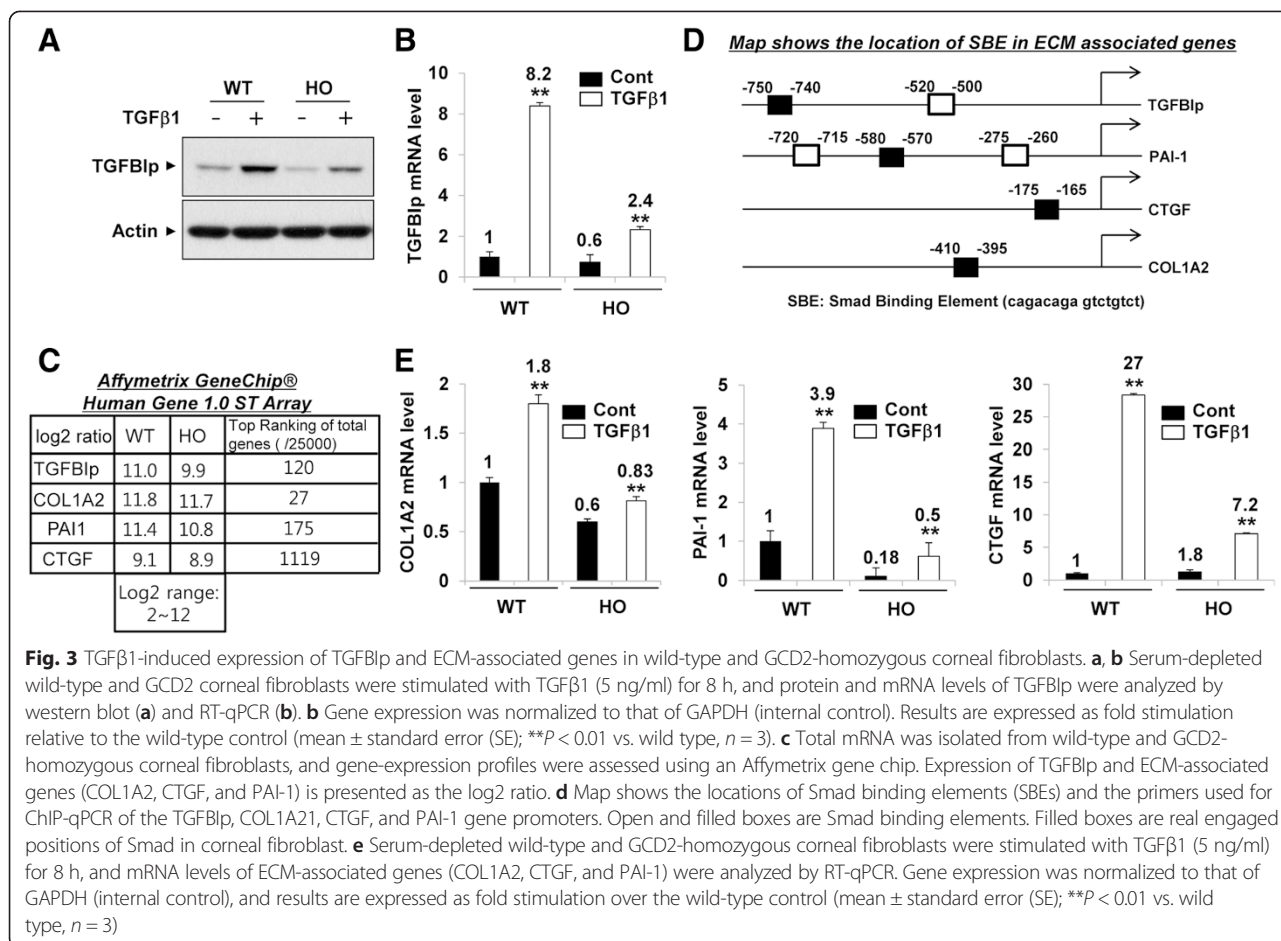 A
WT HO
TGFβ1 - + - +
TGFBIp ►
Actin ►
B
TGFBIp mRNA level
10
8
6
4
2
0
1
8.2
**
0.6
2.4
**
Cont
TGFβ1
WT HO
D
Map shows the location of SBE in ECM associated genes
-750 -740 -520 -500
TGFBIp
-720 -715 -580 -570 -275 -260
PAI-1
-175 -165
CTGF
-410 -395
COL1A2
SBE: Smad Binding Element (cagacaga gtctgtct)
C
Affymetrix GeneChip®
Human Gene 1.0 ST Array
log2 ratio WT HO Top Ranking of total genes ( /25000)
TGFBIp 11.0 9.9 120
COL1A2 11.8 11.7 27
PAI1 11.4 10.8 175
CTGF 9.1 8.9 1119
Log2 range:
2~12
E
COL1A2 mRNA level
2
1.5
1
0.5
0
1
1.8
**
0.6
0.83
**
Cont
TGFβ1
WT HO
PAI-1 mRNA level
5
4
3
2
1
0
1
3.9
**
0.18
0.5
**
Cont
TGFβ1
WT HO
CTGF mRNA level
30
25
20
15
10
5
0
1
27
**
1.8
7.2
**
Cont
TGFβ1
WT HO
Fig. 3 TGFβ1-induced expression of TGFBIp and ECM-associated genes in wild-type and GCD2-homozygous corneal fibroblasts. a, b Serum-depleted
wild-type and GCD2 corneal fibroblasts were stimulated with TGFβ1 (5 ng/ml) for 8 h, and protein and mRNA levels of TGFBIp were analyzed by
western blot (a) and RT-qPCR (b). b Gene expression was normalized to that of GAPDH (internal control). Results are expressed as fold stimulation
relative to the wild-type control (mean ± standard error (SE); **P < 0.01 vs. wild type, n = 3). c Total mRNA was isolated from wild-type and GCD2-
homozygous corneal fibroblasts, and gene-expression profiles were assessed using an Affymetrix gene chip. Expression of TGFBIp and ECM-associated
genes (COL1A2, CTGF, and PAI-1) is presented as the log2 ratio. d Map shows the locations of Smad binding elements (SBEs) and the primers used for
ChIP-qPCR of the TGFBIp, COL1A21, CTGF, and PAI-1 gene promoters. Open and filled boxes are Smad binding elements. Filled boxes are real engaged
positions of Smad in corneal fibroblast. e Serum-depleted wild-type and GCD2-homozygous corneal fibroblasts were stimulated with TGFβ1 (5 ng/ml)
for 8 h, and mRNA levels of ECM-associated genes (COL1A2, CTGF, and PAI-1) were analyzed by RT-qPCR. Gene expression was normalized to that of
GAPDH (internal control), and results are expressed as fold stimulation over the wild-type control (mean ± standard error (SE); **P < 0.01 vs. wild
type, n = 3)